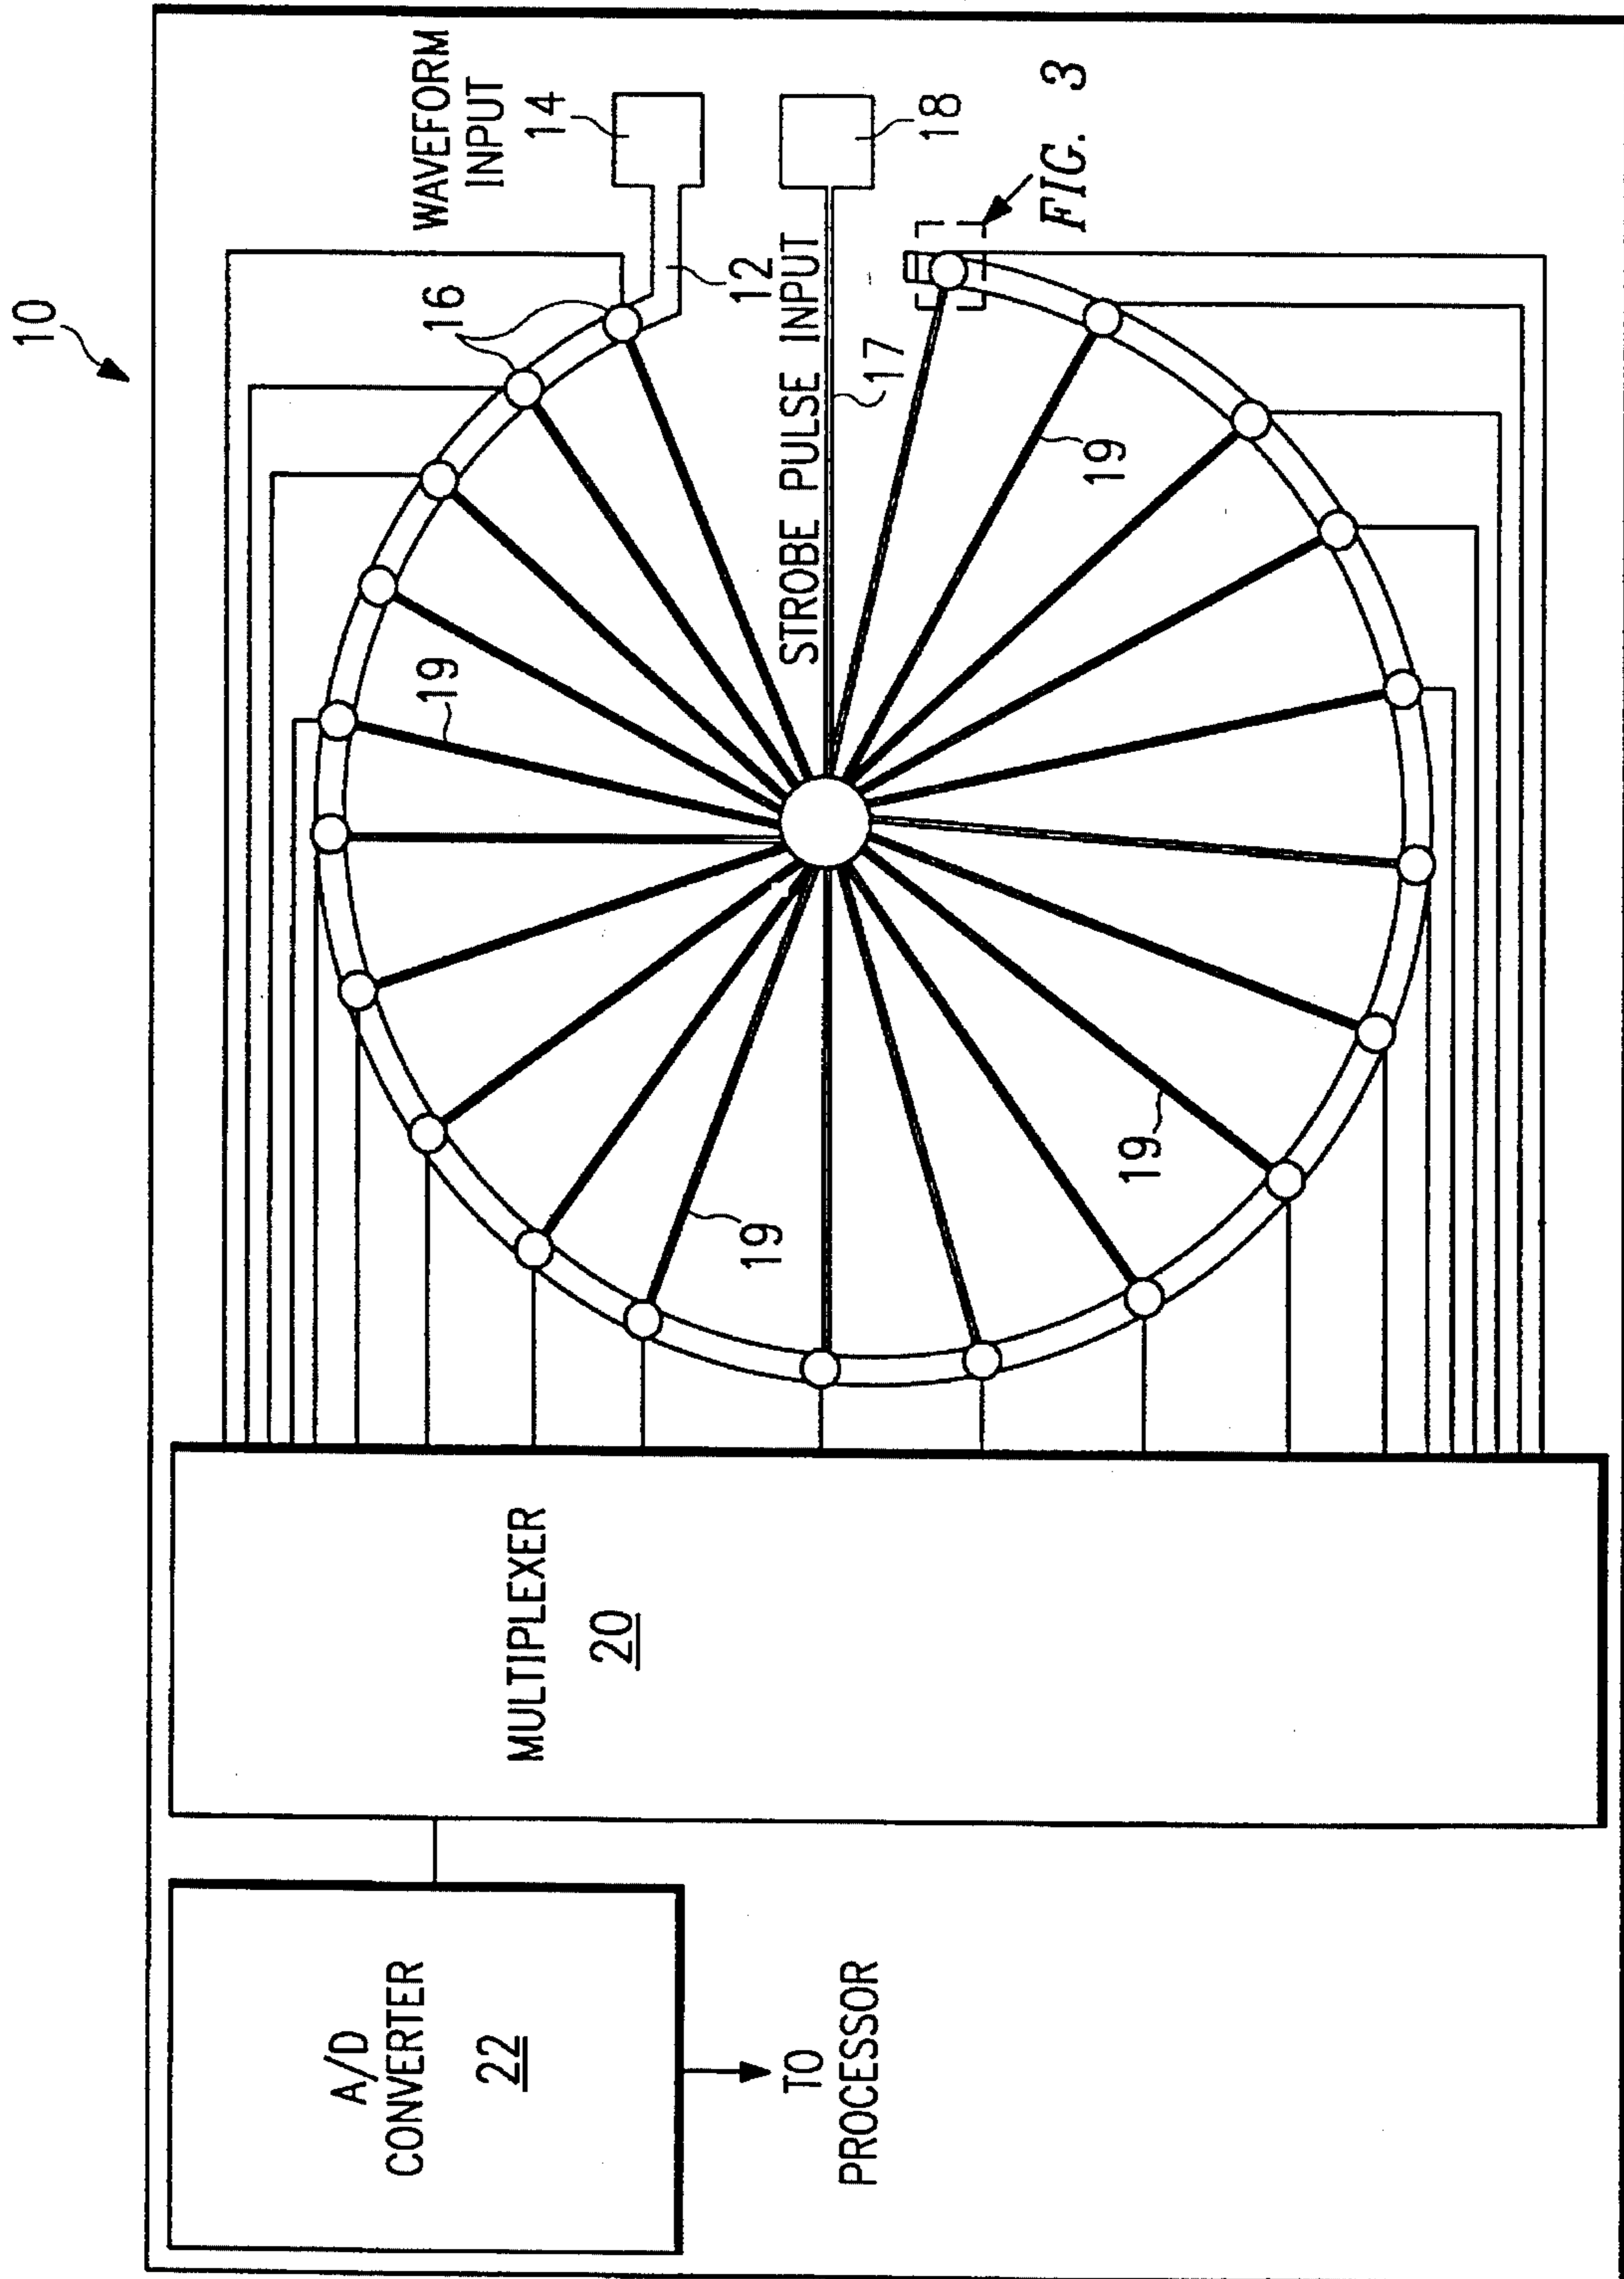 10
WAVEFORM
INPUT
14
16
12
STROBE PULSE INPUT
18
17
FIG. 3
19
19
19
19
MULTIPLEXER
20
A/D
CONVERTER
22
TO
PROCESSOR